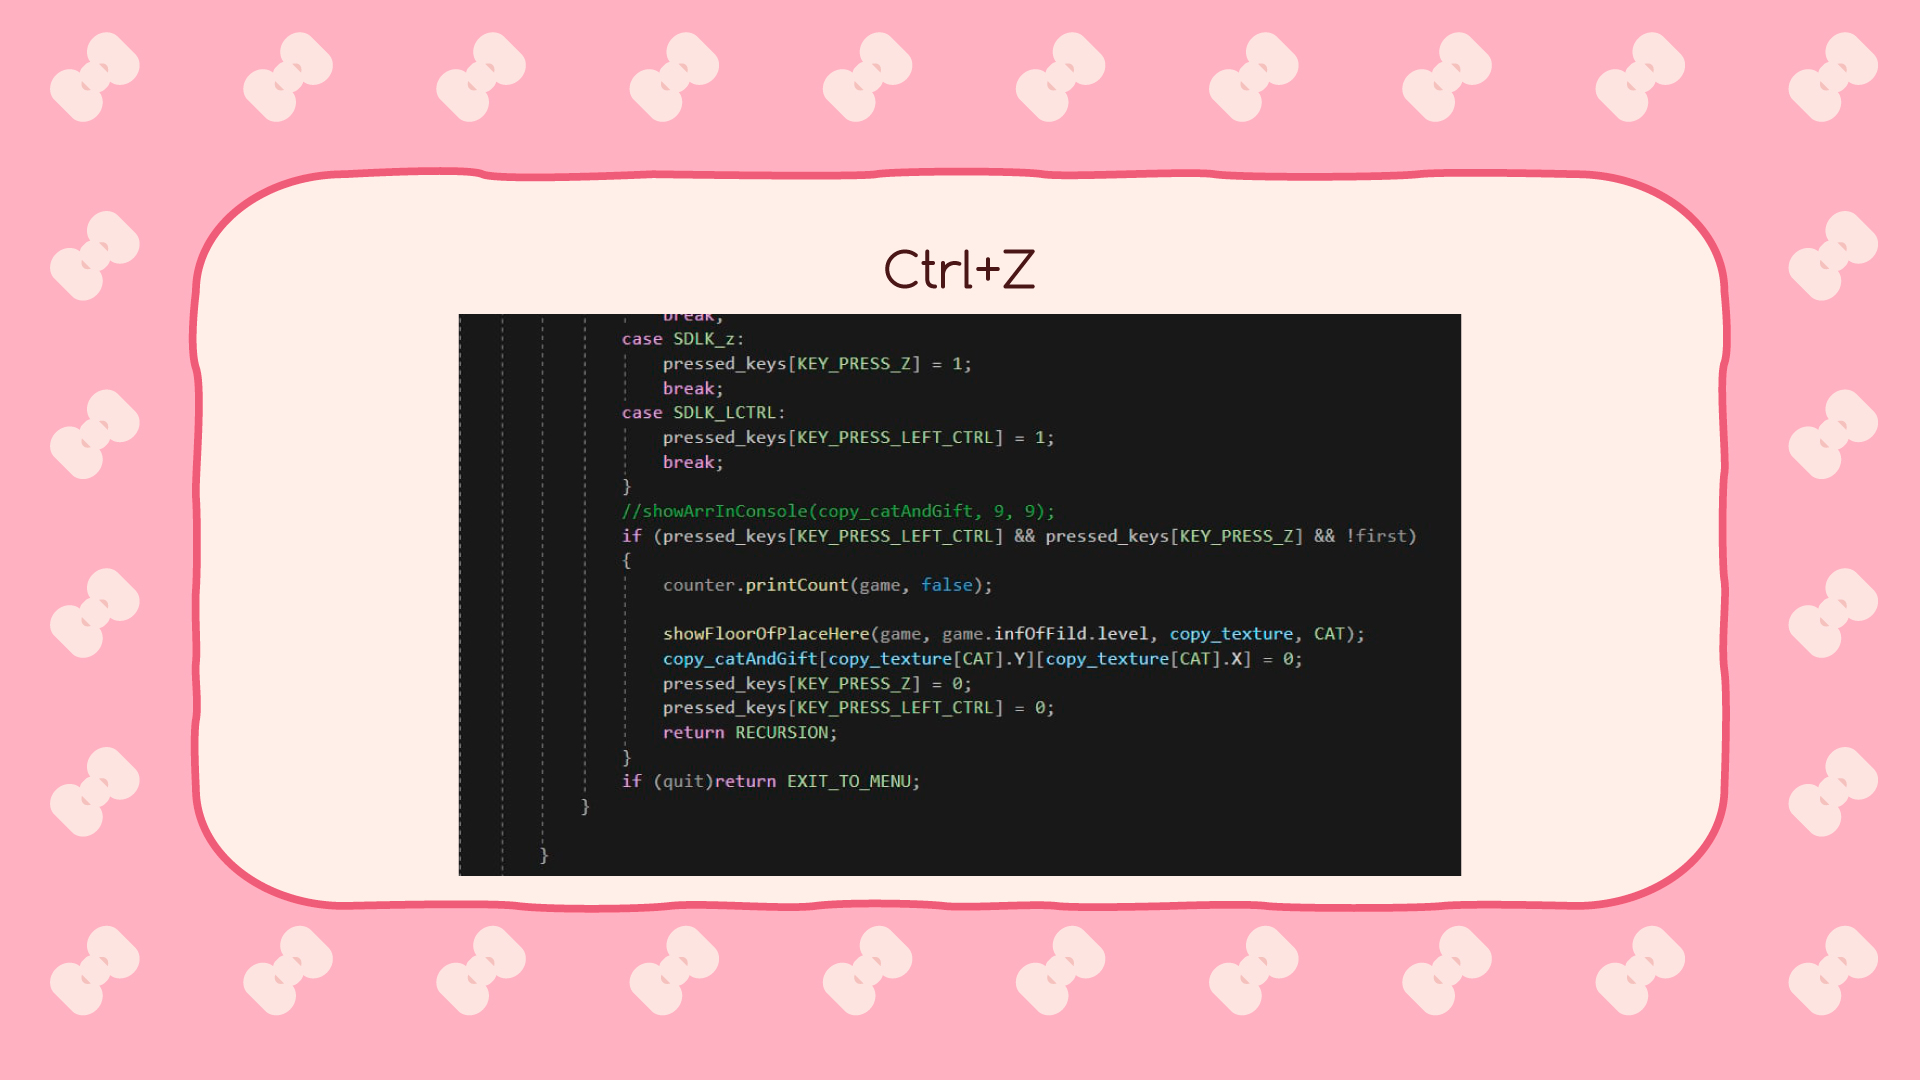 Ctrl+Z
break;
case SDLK_z:
pressed_keys[KEY_PRESS_Z] = 1;
break;
case SDLK_LCTRL:
pressed_keys[KEY_PRESS_LEFT_CTRL] = 1;
break;
}
//showArrInConsole(copy_catAndGift, 9, 9);
if (pressed_keys[KEY_PRESS_LEFT_CTRL] && pressed_keys[KEY_PRESS_Z] && !first)
{
counter.printCount(game, false);
showFloorOfPlaceHere(game, game.infOfFild.level, copy_texture, CAT);
copy_catAndGift[copy_texture[CAT].Y][copy_texture[CAT].X] = 0;
pressed_keys[KEY_PRESS_Z] = 0;
pressed_keys[KEY_PRESS_LEFT_CTRL] = 0;
return RECURSION;
}
if (quit)return EXIT_TO_MENU;
}
}